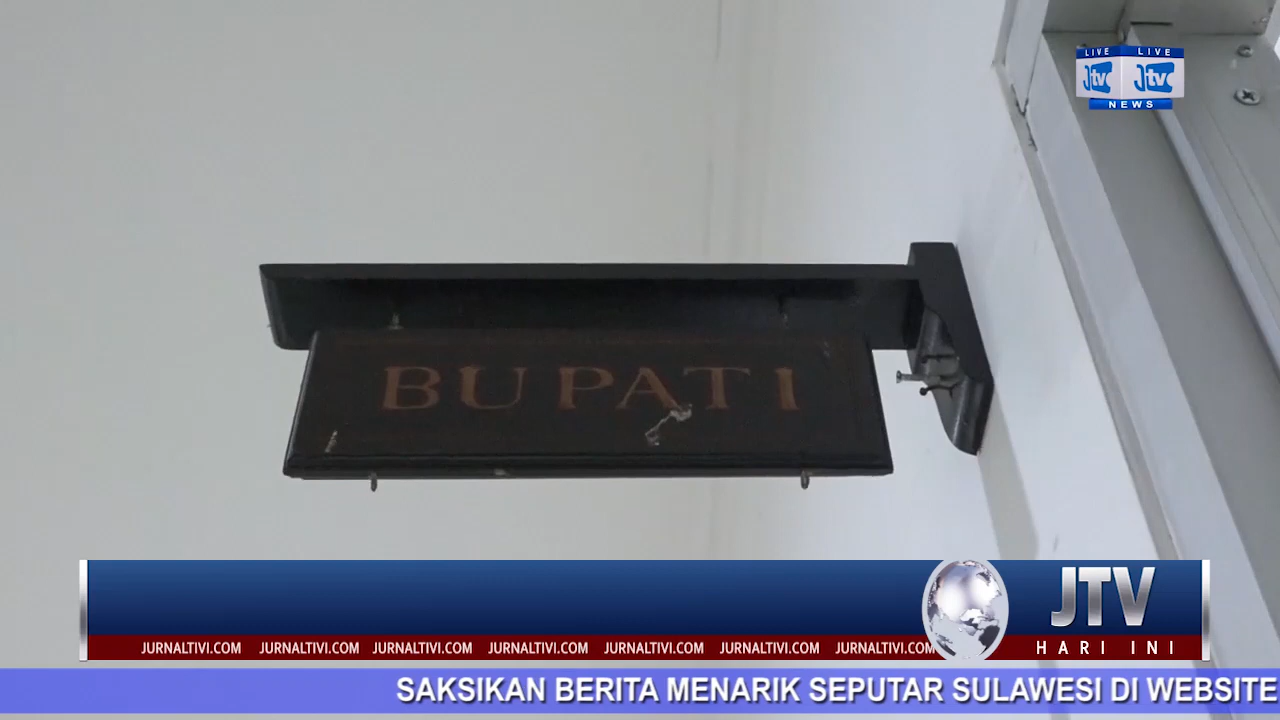 LIVE LIVE
Jtv Jtv
NEWS
BUPATI
JTV
JURNALTIVI.COM JURNALTIVI.COM JURNALTIVI.COM JURNALTIVI.COM JURNALTIVI.COM JURNALTIVI.COM JURNALTIVI.COM
HARI INI
SAKSIKAN BERITA MENARIK SEPUTAR SULAWESI DI WEBSITE